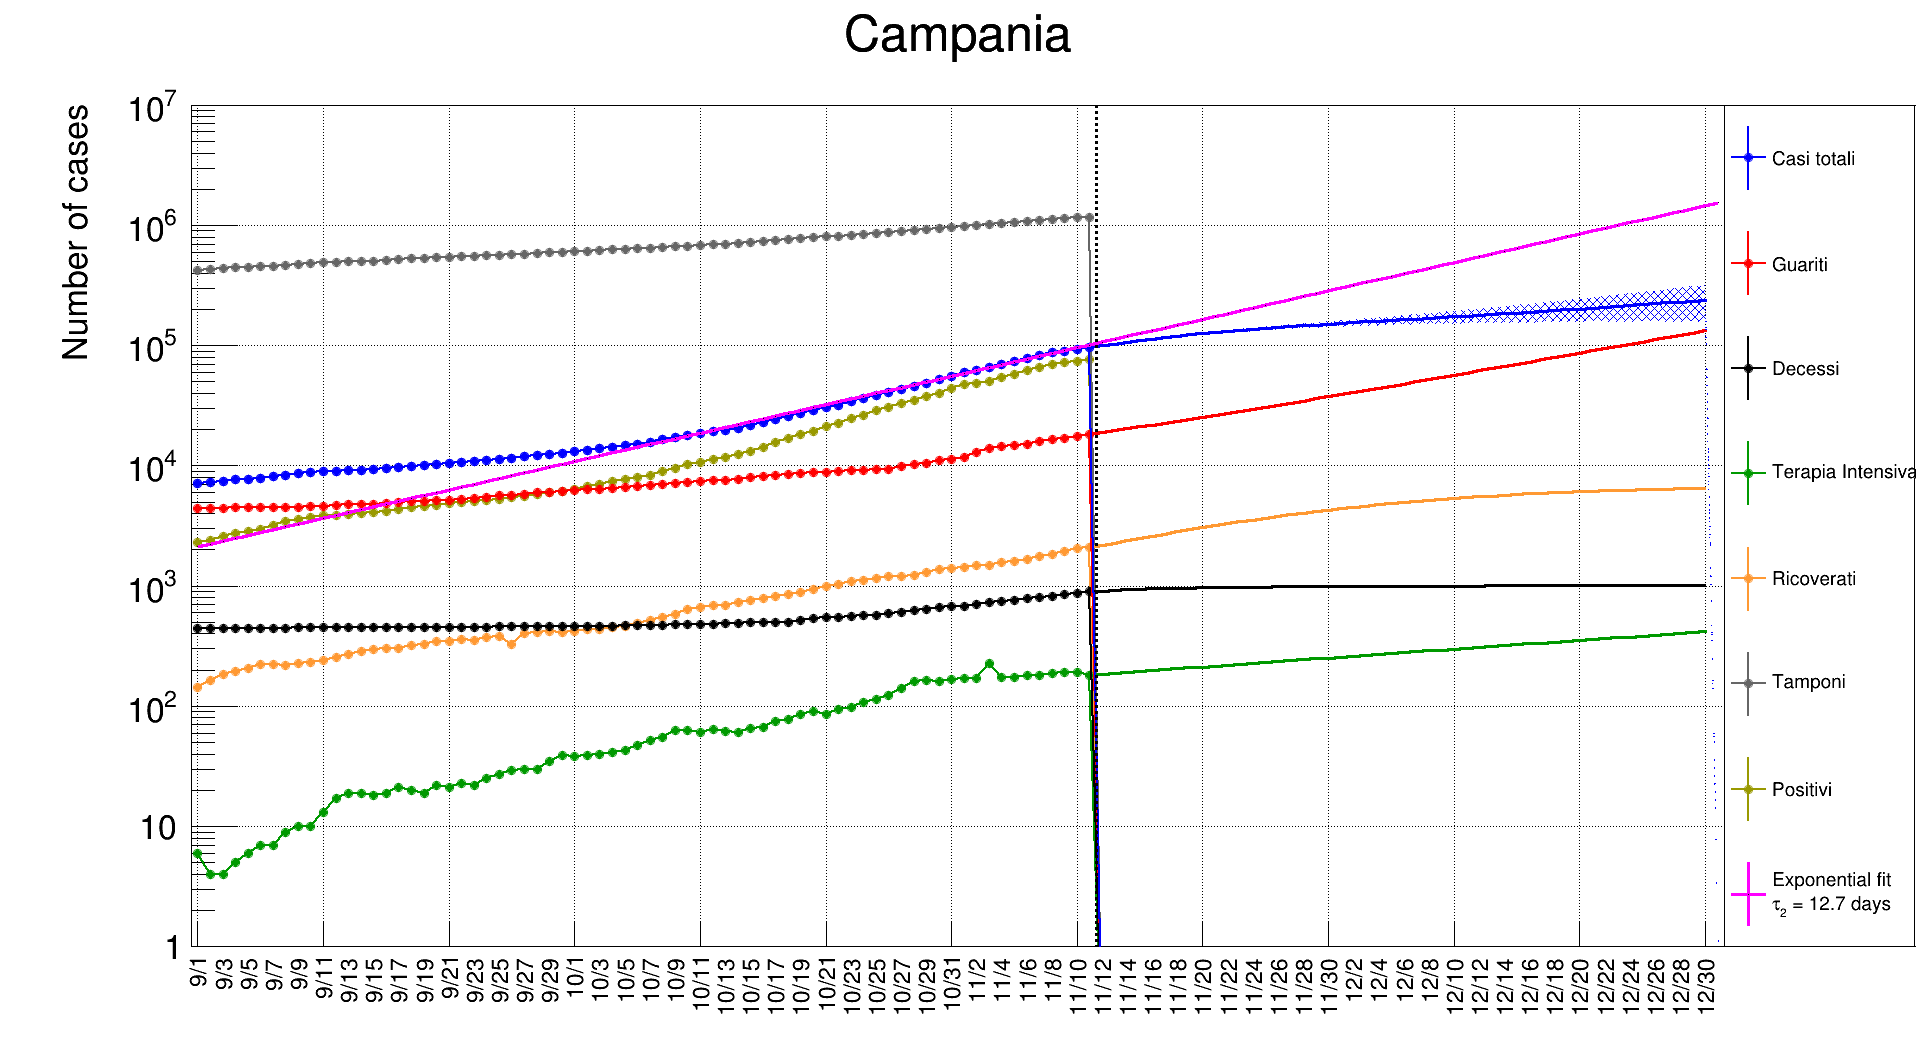 Campania
Number of cases
10^7
10^6
10^5
10^4
10^3
10^2
10
1
9/1 9/3 9/5 9/7 9/9 9/11 9/13 9/15 9/17 9/19 9/21 9/23 9/25 9/27 9/29 10/1 10/3 10/5 10/7 10/9 10/11 10/13 10/15 10/17 10/19 10/21 10/23 10/25 10/27 10/29 10/31 11/2 11/4 11/6 11/8 11/10 11/12 11/14 11/16 11/18 11/20 11/22 11/24 11/26 11/28 11/30 12/2 12/4 12/6 12/8 12/10 12/12 12/14 12/16 12/18 12/20 12/22 12/24 12/26 12/28 12/30
Casi totali
Guariti
Decessi
Terapia Intensiva
Ricoverati
Tamponi
Positivi
Exponential fit
τ₂ = 12.7 days